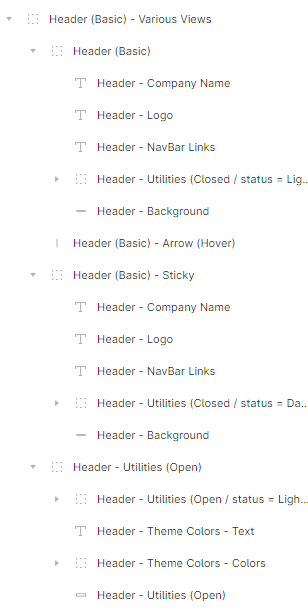 Header (Basic) - Various Views
Header (Basic)
Header - Company Name
Header - Logo
Header - NavBar Links
Header - Utilities (Closed / status = Lig...
Header - Background
Header (Basic) - Arrow (Hover)
Header (Basic) - Sticky
Header - Company Name
Header - Logo
Header - NavBar Links
Header - Utilities (Closed / status = Da...
Header - Background
Header - Utilities (Open)
Header - Utilities (Open / status = Ligh...
Header - Theme Colors - Text
Header - Theme Colors - Colors
Header - Utilities (Open)